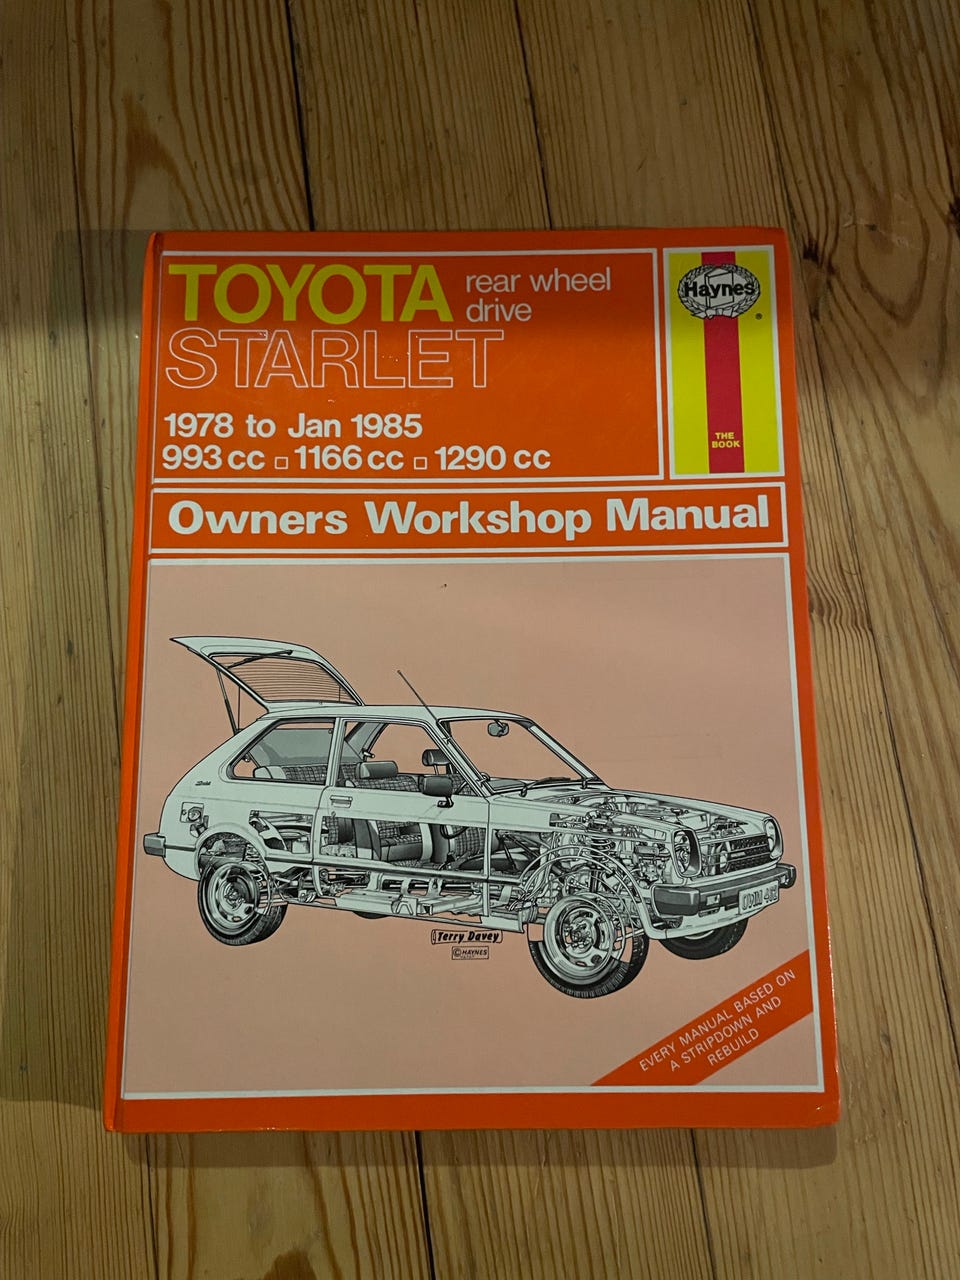 TOYOTA
rear wheel
drive
STARLET
1978 to Jan 1985
993 cc □ 1166 cc □ 1290 cc
Haynes
®
THE
BOOK
Owners Workshop Manual
Starlet
Terry Davey
© HAYNES
EVERY MANUAL BASED ON
A STRIPDOWN AND
REBUILD